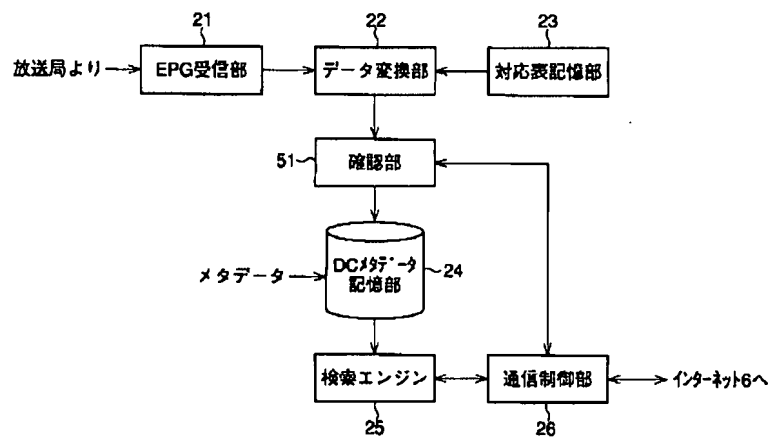 21
22
23
放送局より
EPG受信部
データ変換部
対応表記憶部
51
確認部
メタデータ
DCメタデータ
記憶部
24
検索エンジン
通信制御部
インターネット6へ
25
26